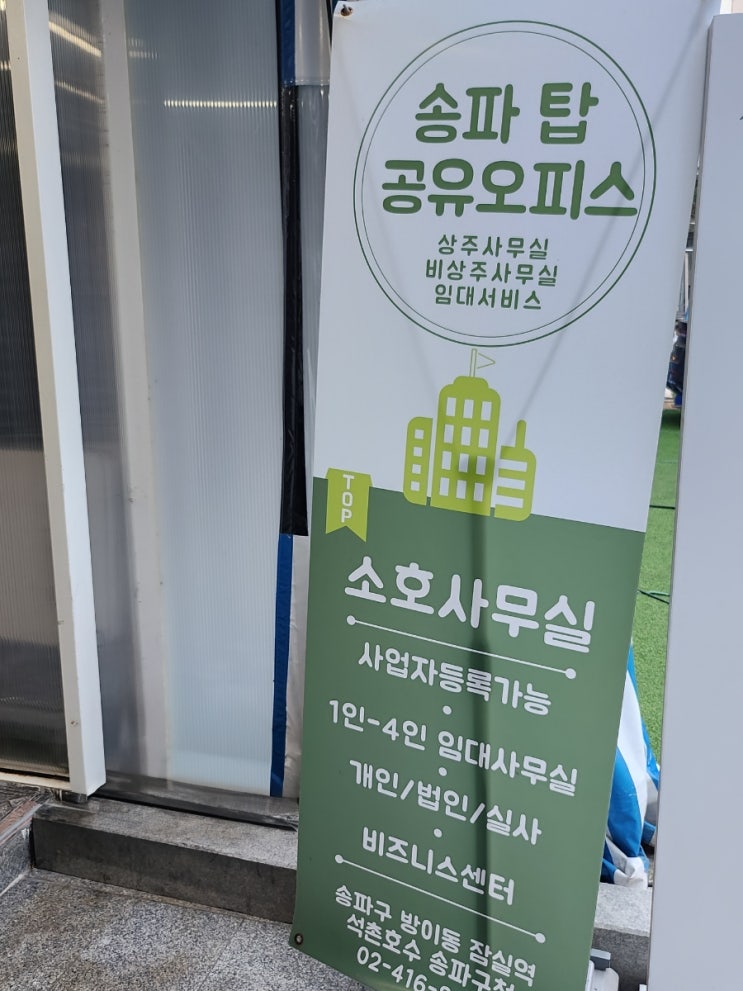 송파 탑
공유오피스
상주사무실
비상주사무실
임대서비스
TOP
소호사무실
사업자등록가능
1인-4인 임대사무실
개인/법인/실사
비즈니스센터
송파구 방이동 잠실역
석촌호수 송파구청
02-416-